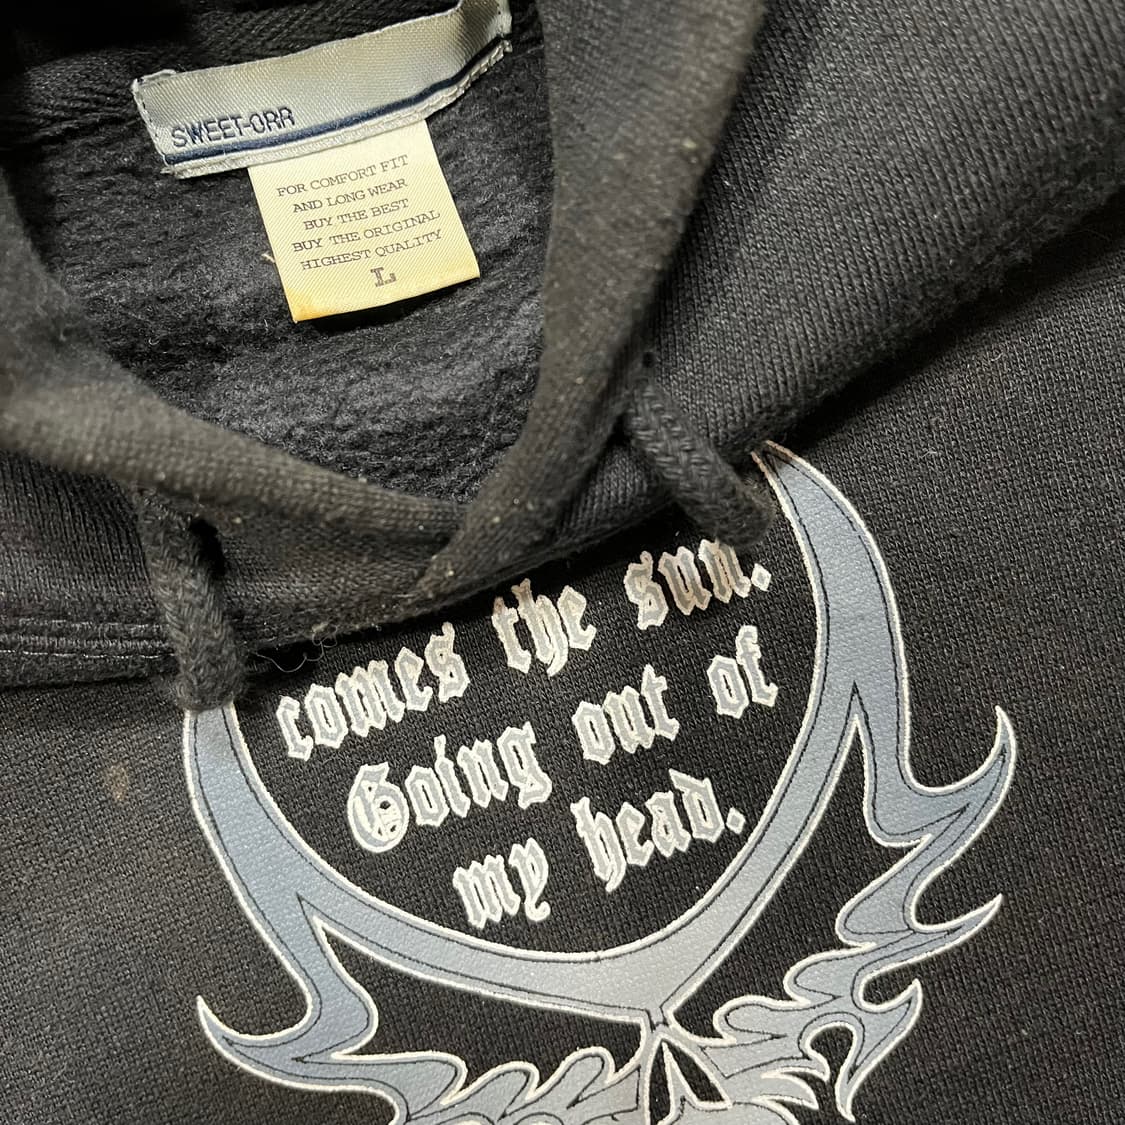 SWEET-ORR
FOR COMFORT FIT
AND LONG WEAR
BUY THE BEST
BUY THE ORIGINAL
HIGHEST QUALITY
L
comes the sun.
Going out of
my head.